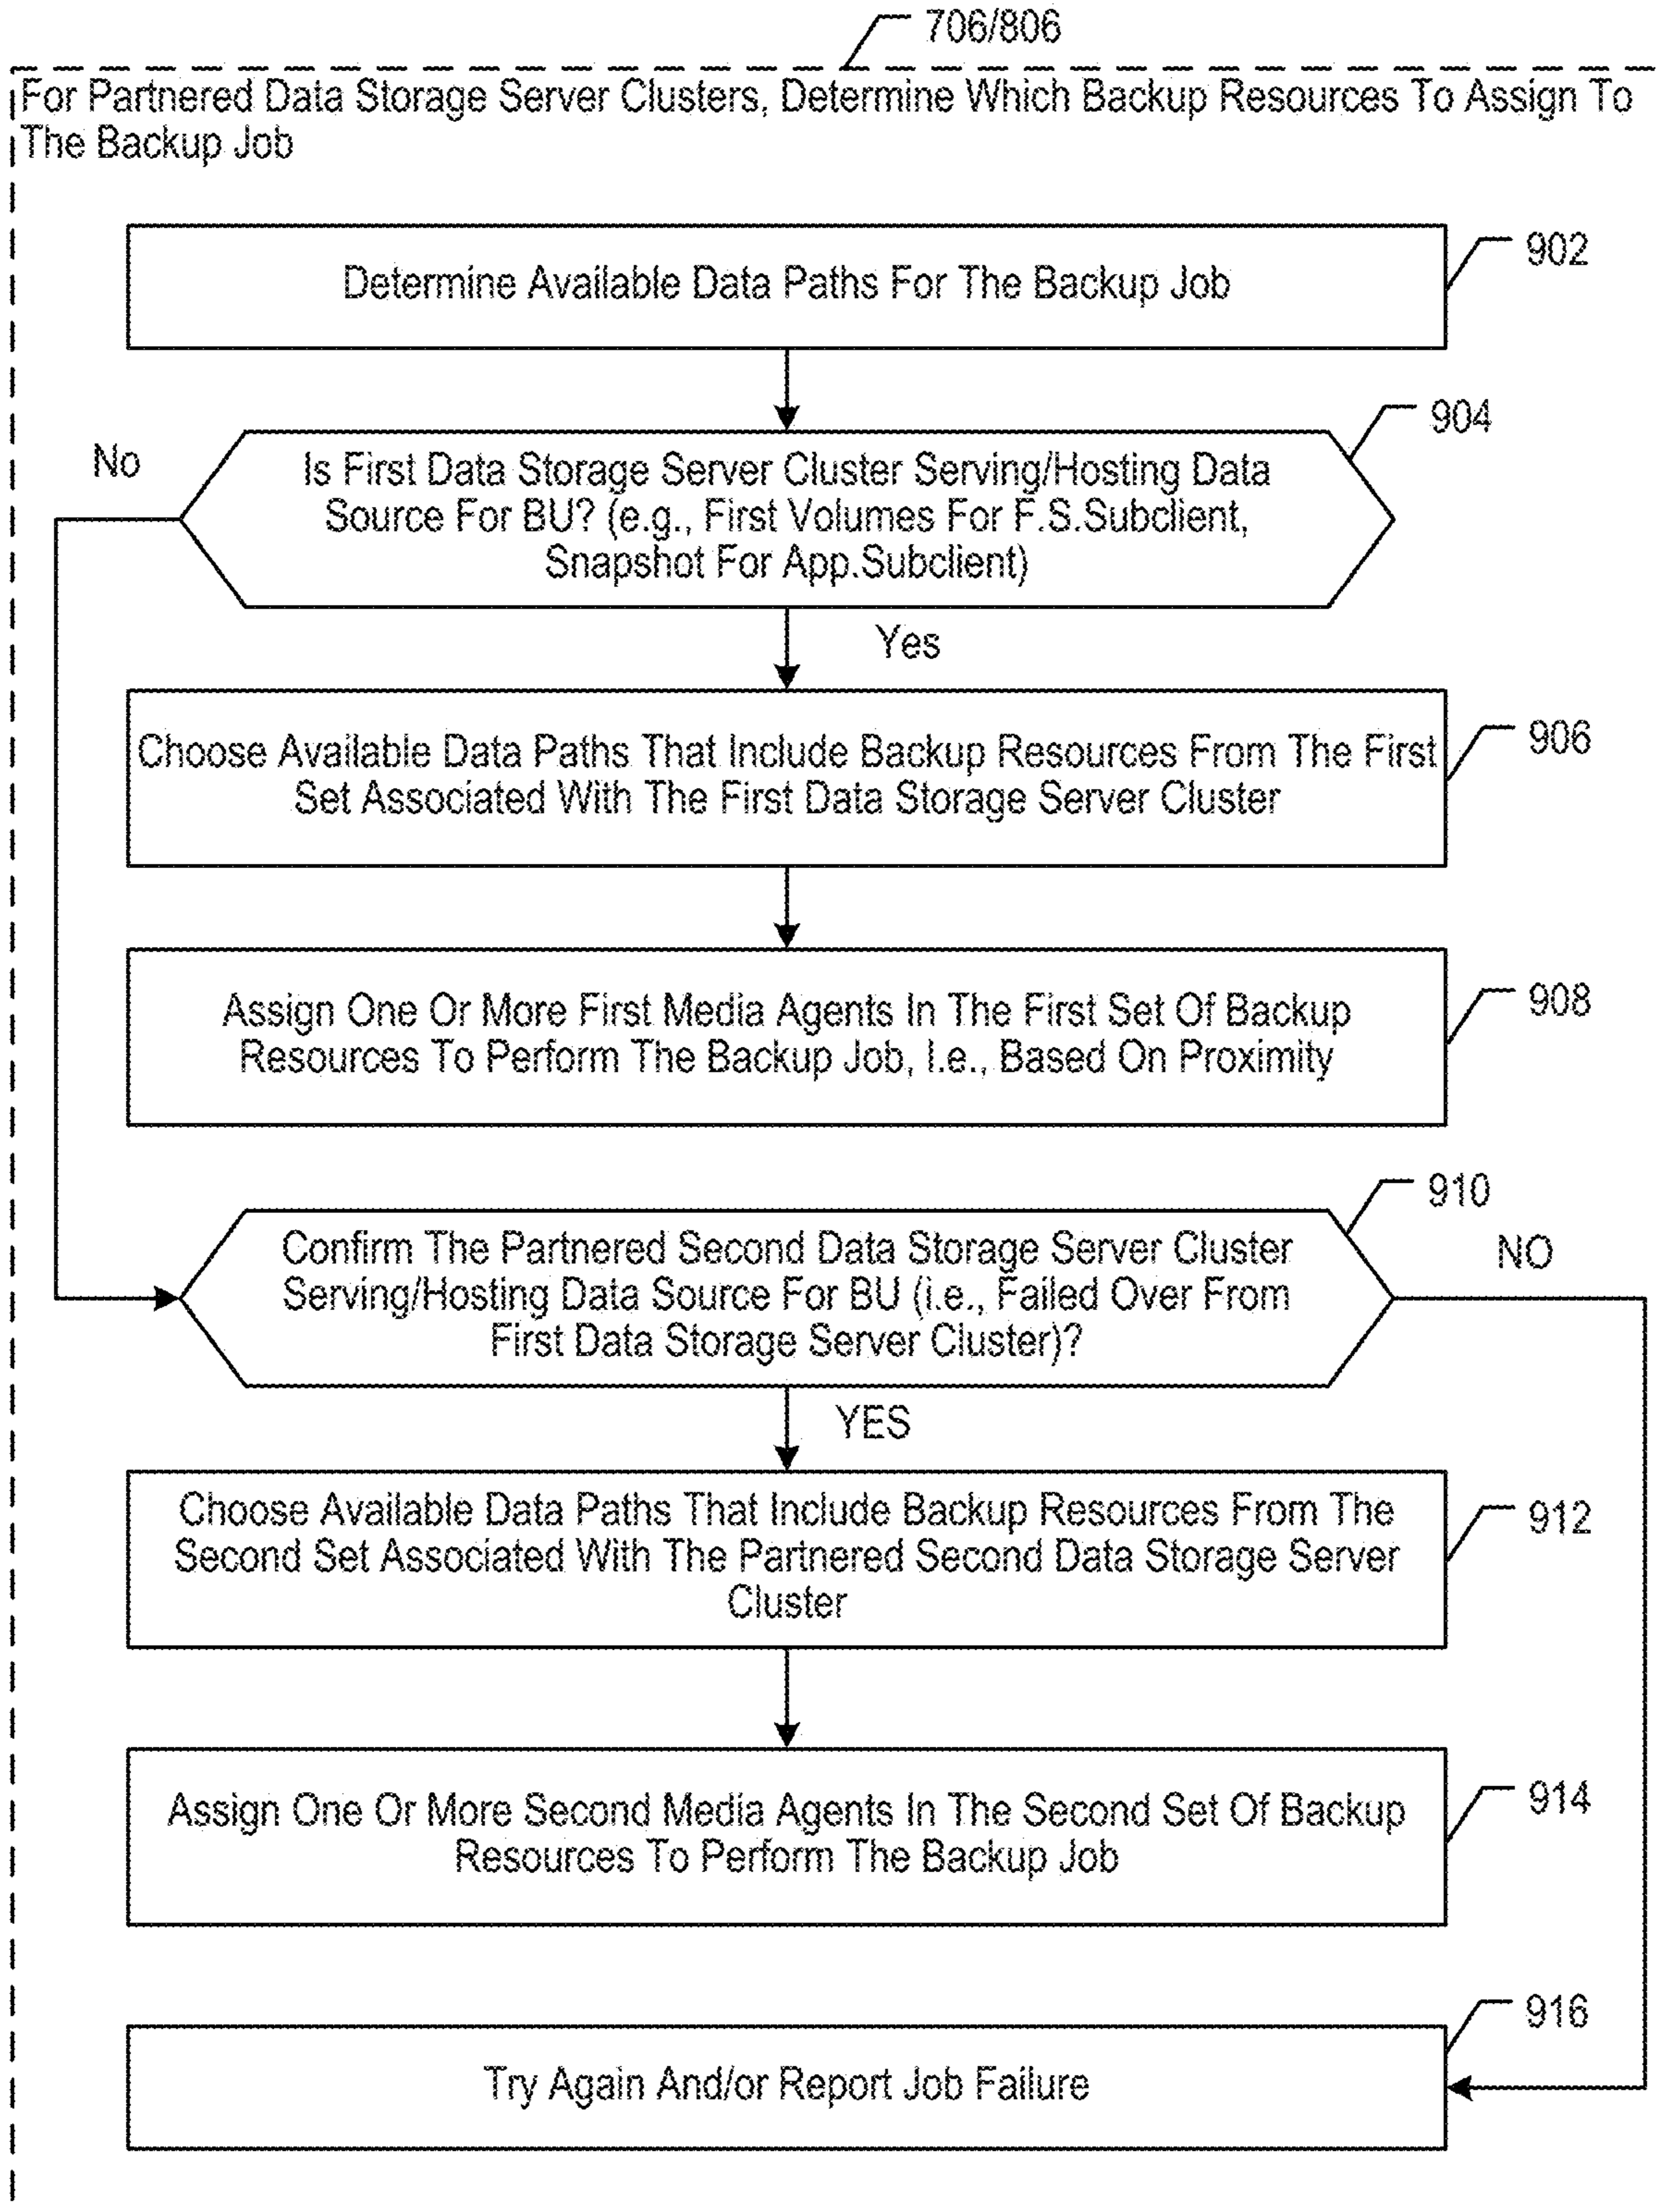 706/806
For Partnered Data Storage Server Clusters, Determine Which Backup Resources To Assign To
The Backup Job
902
Determine Available Data Paths For The Backup Job
904
No
Is First Data Storage Server Cluster Serving/Hosting Data
Source For BU? (e.g., First Volumes For F.S.Subclient,
Snapshot For App.Subclient)
Yes
906
Choose Available Data Paths That Include Backup Resources From The First
Set Associated With The First Data Storage Server Cluster
908
Assign One Or More First Media Agents In The First Set Of Backup
Resources To Perform The Backup Job, I.e., Based On Proximity
910
Confirm The Partnered Second Data Storage Server Cluster
Serving/Hosting Data Source For BU (i.e., Failed Over From
First Data Storage Server Cluster)?
NO
YES
912
Choose Available Data Paths That Include Backup Resources From The
Second Set Associated With The Partnered Second Data Storage Server
Cluster
914
Assign One Or More Second Media Agents In The Second Set Of Backup
Resources To Perform The Backup Job
916
Try Again And/or Report Job Failure